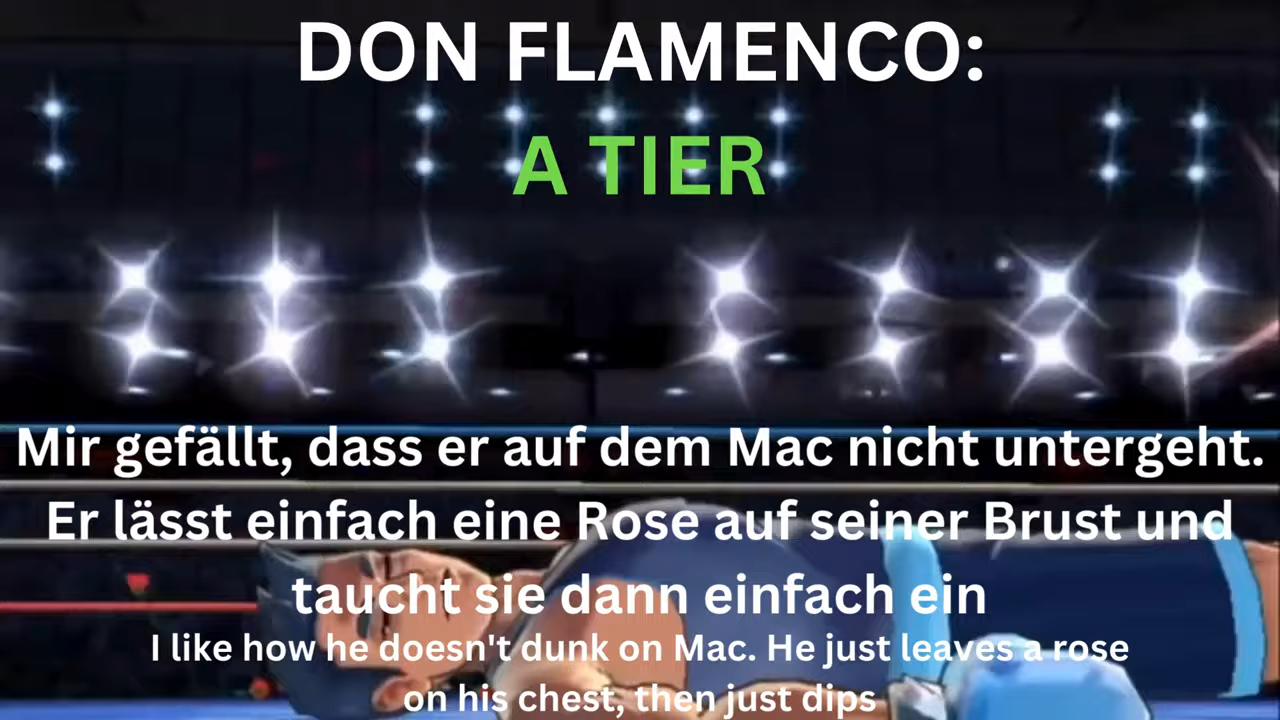 DON FLAMENCO:
A TIER
Mir gefällt, dass er auf dem Mac nicht untergeht.
Er lässt einfach eine Rose auf seiner Brust und
taucht sie dann einfach ein
I like how he doesn't dunk on Mac. He just leaves a rose
on his chest, then just dips